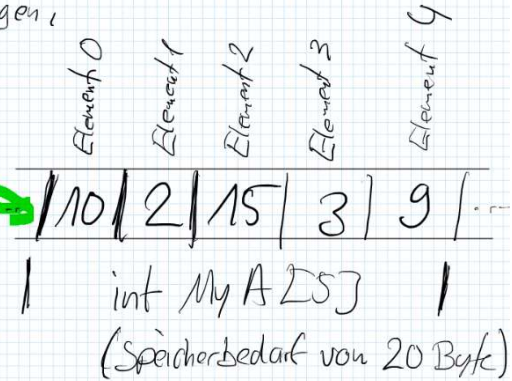 gen,
Element 0 Element 1 Element 2 Element 3 Element 4
10 2 15 3 9 ...
int MyA[5]
(Speicherbedarf von 20 Byte)